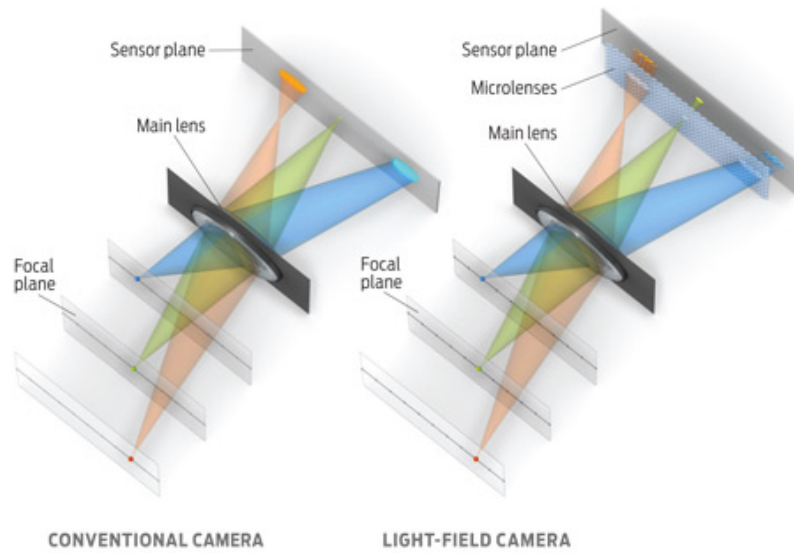 Sensor plane
Main lens
Focal
plane
CONVENTIONAL CAMERA
Sensor plane
Microlenses
Main lens
Focal
plane
LIGHT-FIELD CAMERA